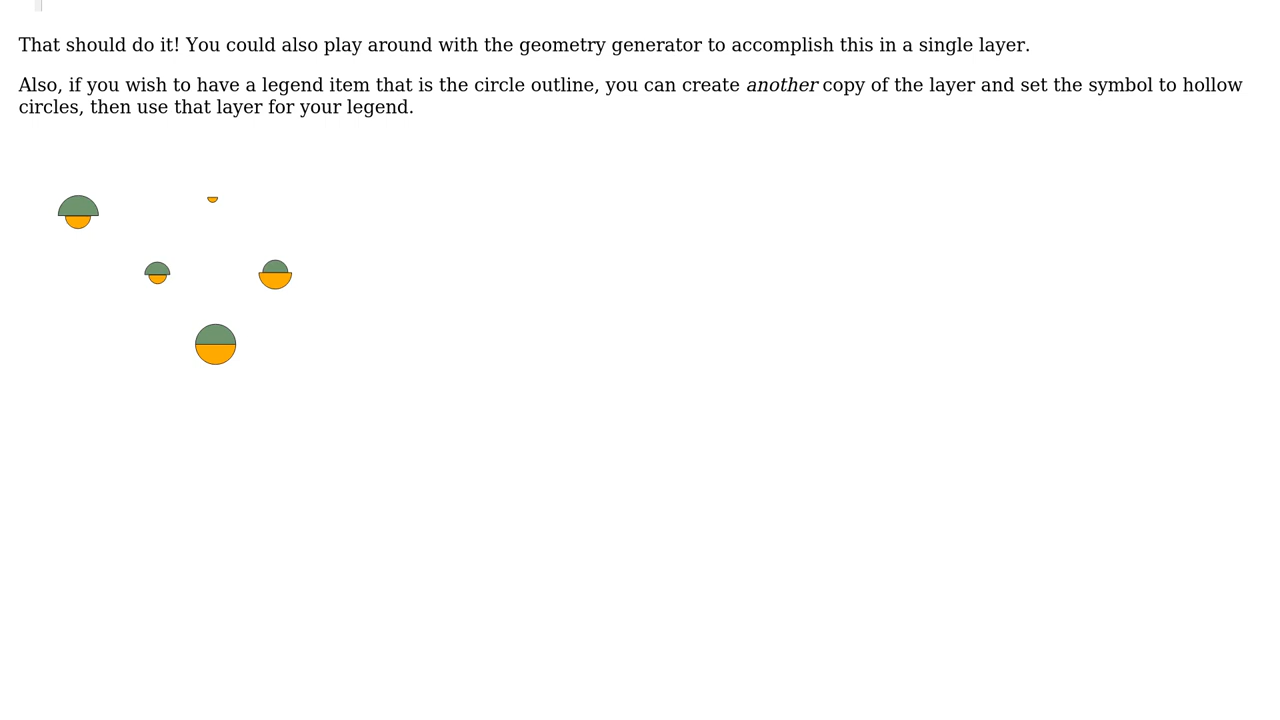 That should do it! You could also play around with the geometry generator to accomplish this in a single layer.
Also, if you wish to have a legend item that is the circle outline, you can create another copy of the layer and set the symbol to hollow
circles, then use that layer for your legend.